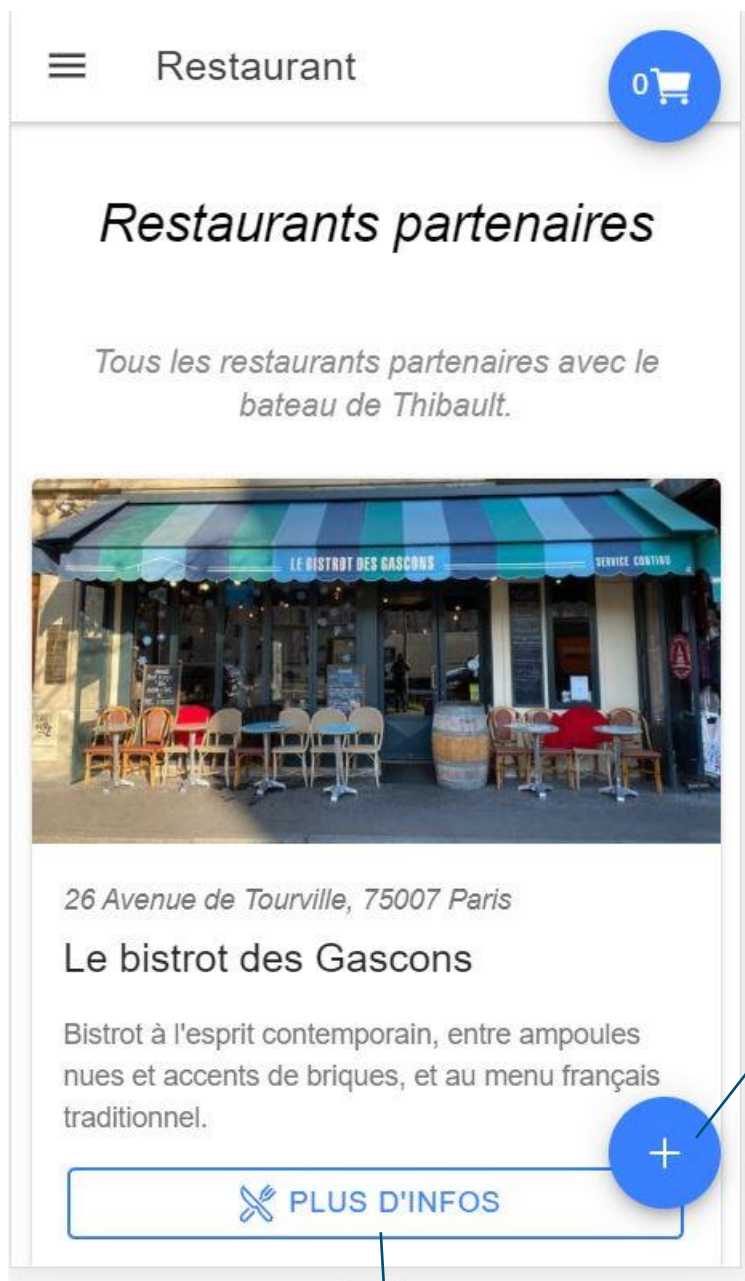 Restaurant
0
Restaurants partenaires
Tous les restaurants partenaires avec le
bateau de Thibault.
LE BISTROT DES GASCONS
SERVICE CONTINU
26 Avenue de Tourville, 75007 Paris
Le bistrot des Gascons
Bistrot à l'esprit contemporain, entre ampoules
nues et accents de briques, et au menu français
traditionnel.
+
PLUS D'INFOS